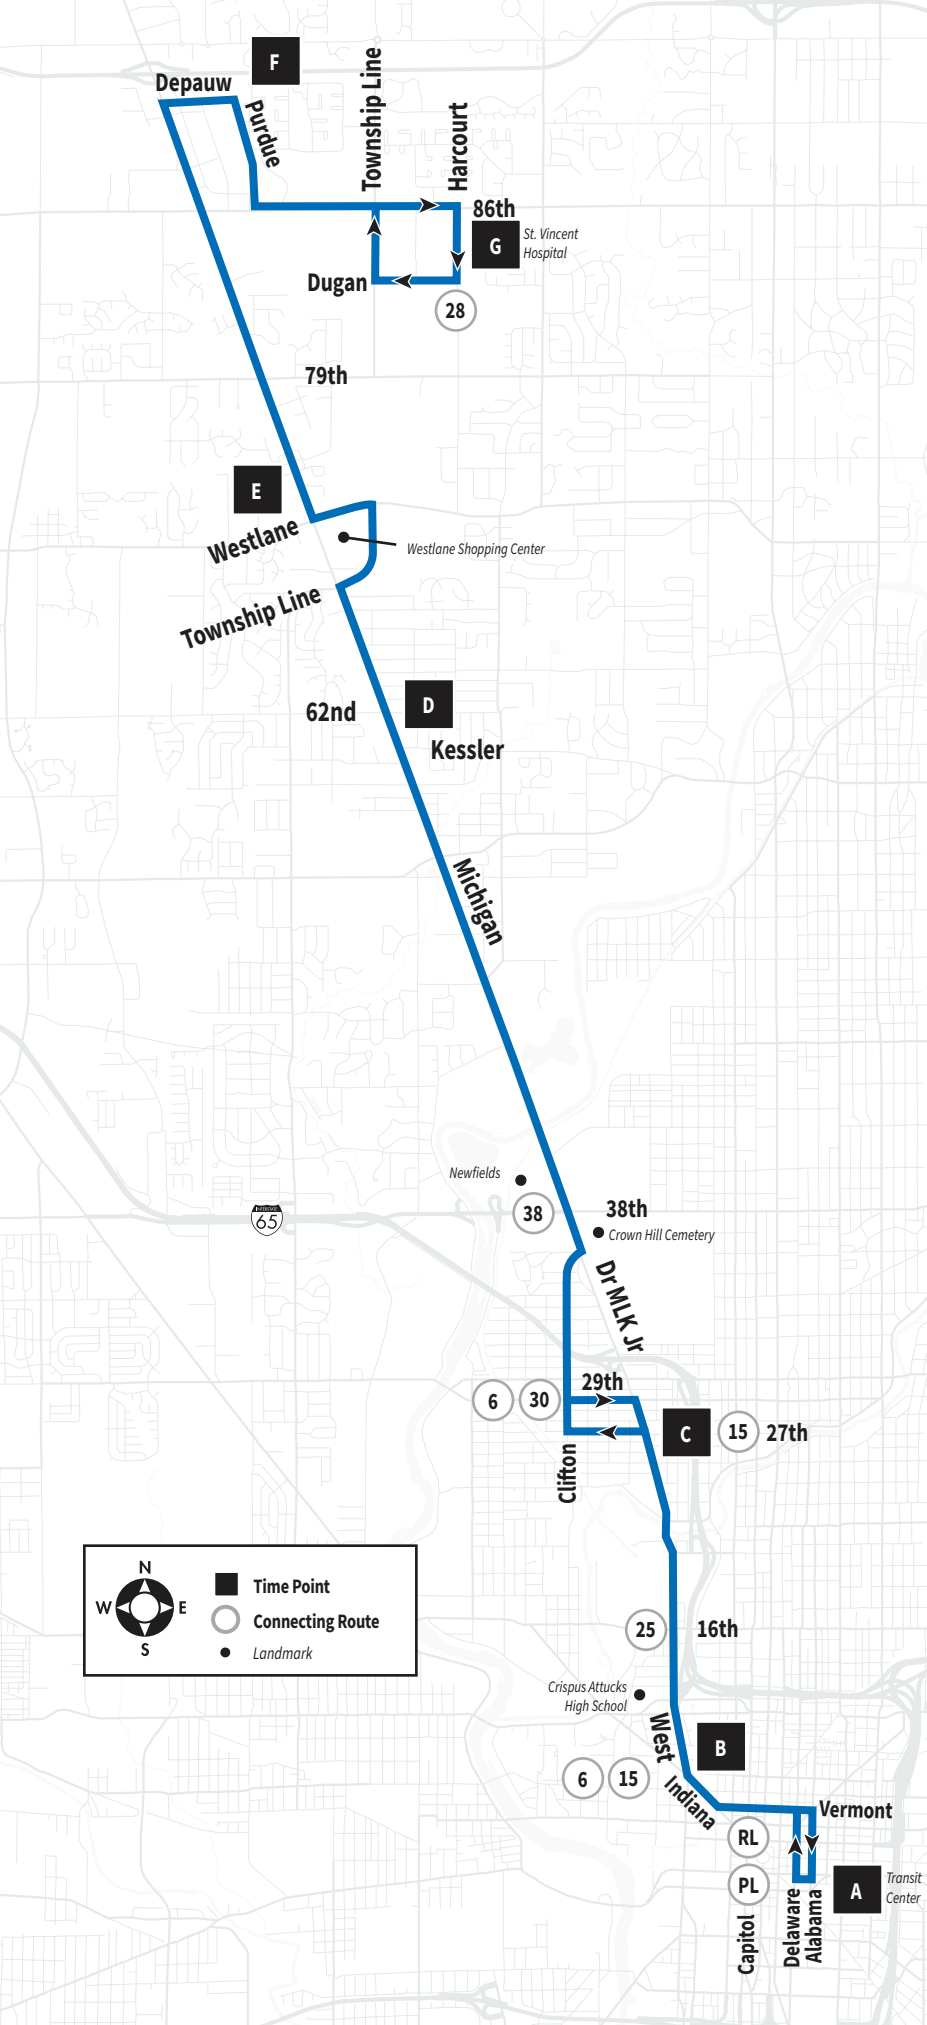 F
Depauw
Purdue
Township Line
Harcourt
86th
G
St. Vincent
Hospital
Dugan
28
79th
E
Westlane
Westlane Shopping Center
Township Line
D
62nd
Kessler
Michigan
Newfields
38
38th
Crown Hill Cemetery
INTERSTATE
65
Dr MLK Jr
29th
6
30
C
15
27th
Clifton
N
W
E
S
Time Point
Connecting Route
Landmark
25
16th
Crispus Attucks
High School
West
B
6
15
Indiana
Vermont
RL
PL
A
Transit
Center
Capitol
Delaware
Alabama